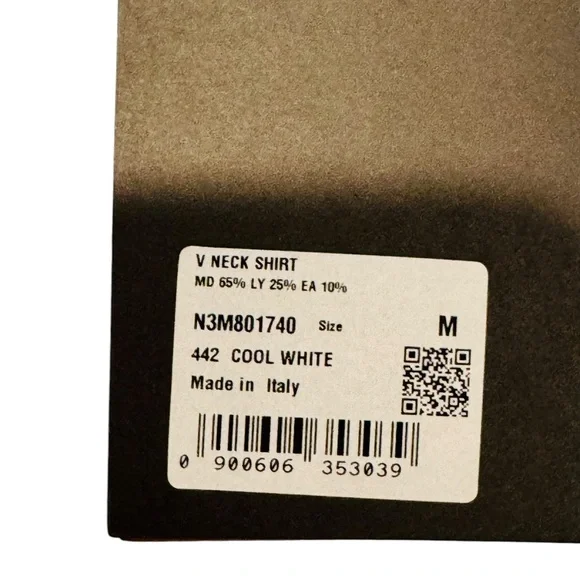 V NECK SHIRT
MD 65% LY 25% EA 10%
N3M801740 Size M
442 COOL WHITE
Made in Italy
0 900606 353039